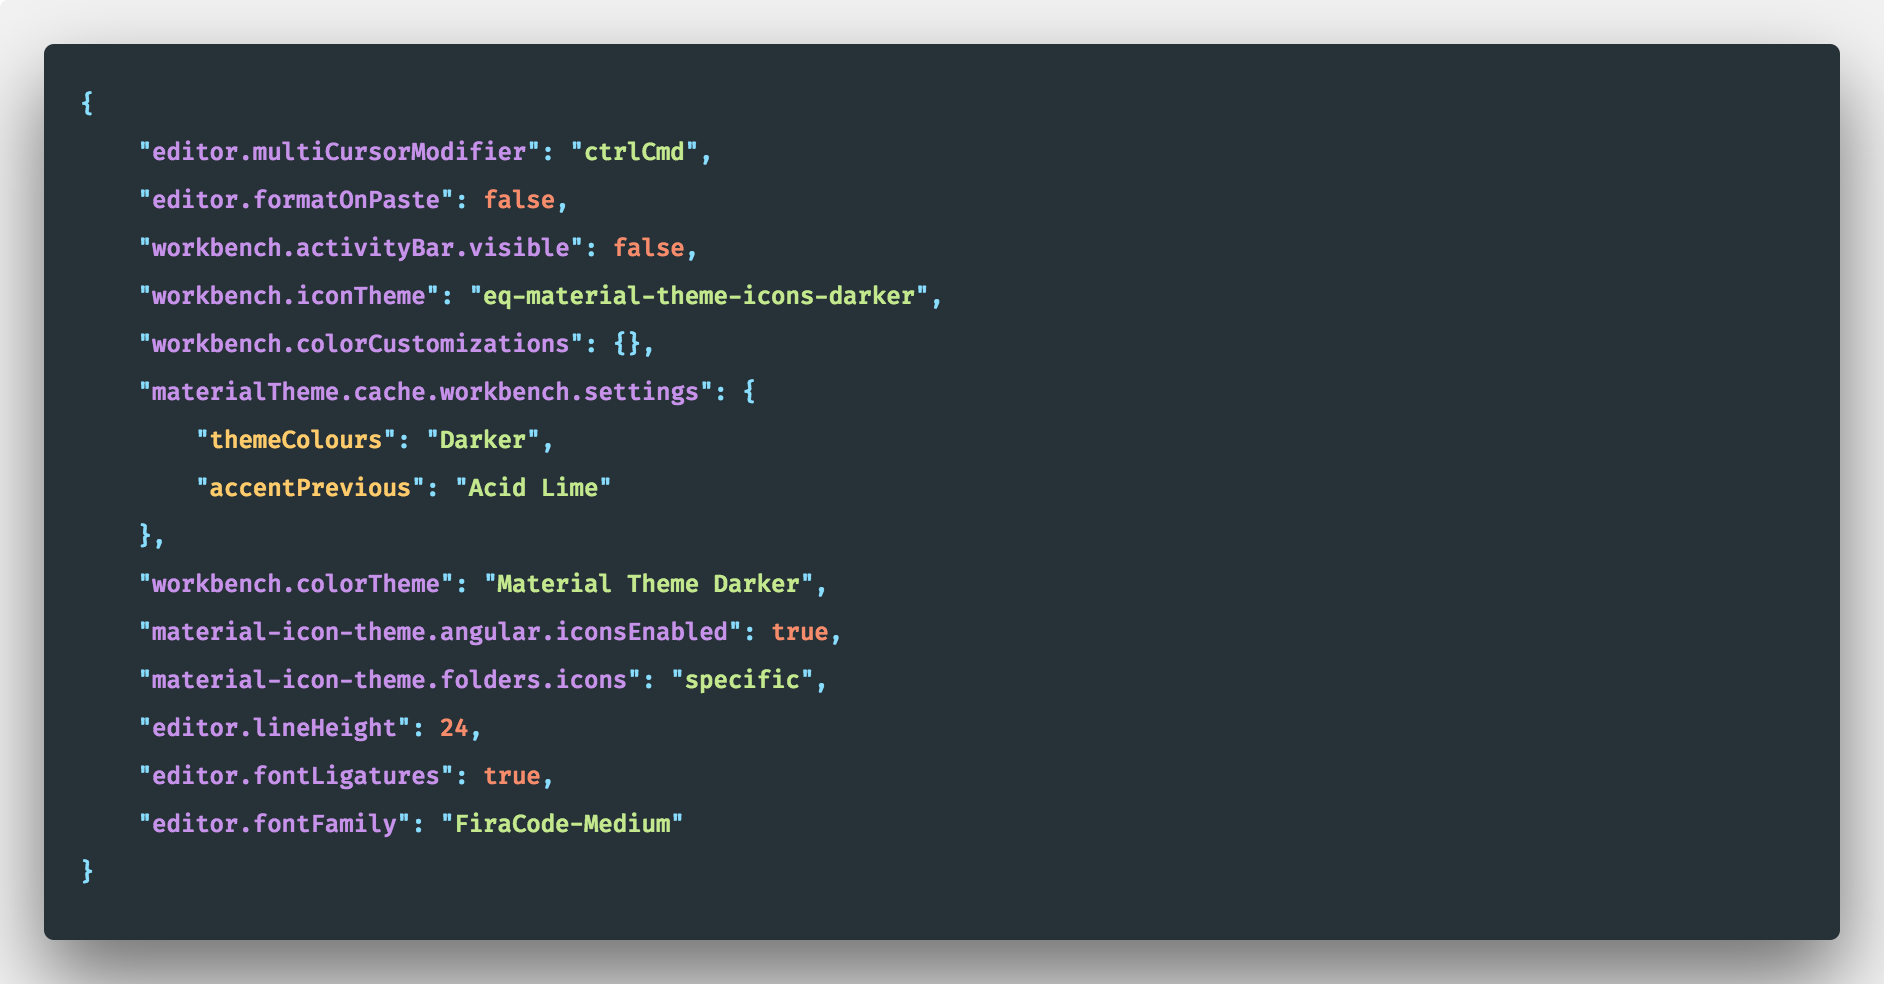 {
    "editor.multiCursorModifier": "ctrlCmd",
    "editor.formatOnPaste": false,
    "workbench.activityBar.visible": false,
    "workbench.iconTheme": "eq-material-theme-icons-darker",
    "workbench.colorCustomizations": {},
    "materialTheme.cache.workbench.settings": {
        "themeColours": "Darker",
        "accentPrevious": "Acid Lime"
    },
    "workbench.colorTheme": "Material Theme Darker",
    "material-icon-theme.angular.iconsEnabled": true,
    "material-icon-theme.folders.icons": "specific",
    "editor.lineHeight": 24,
    "editor.fontLigatures": true,
    "editor.fontFamily": "FiraCode-Medium"
}